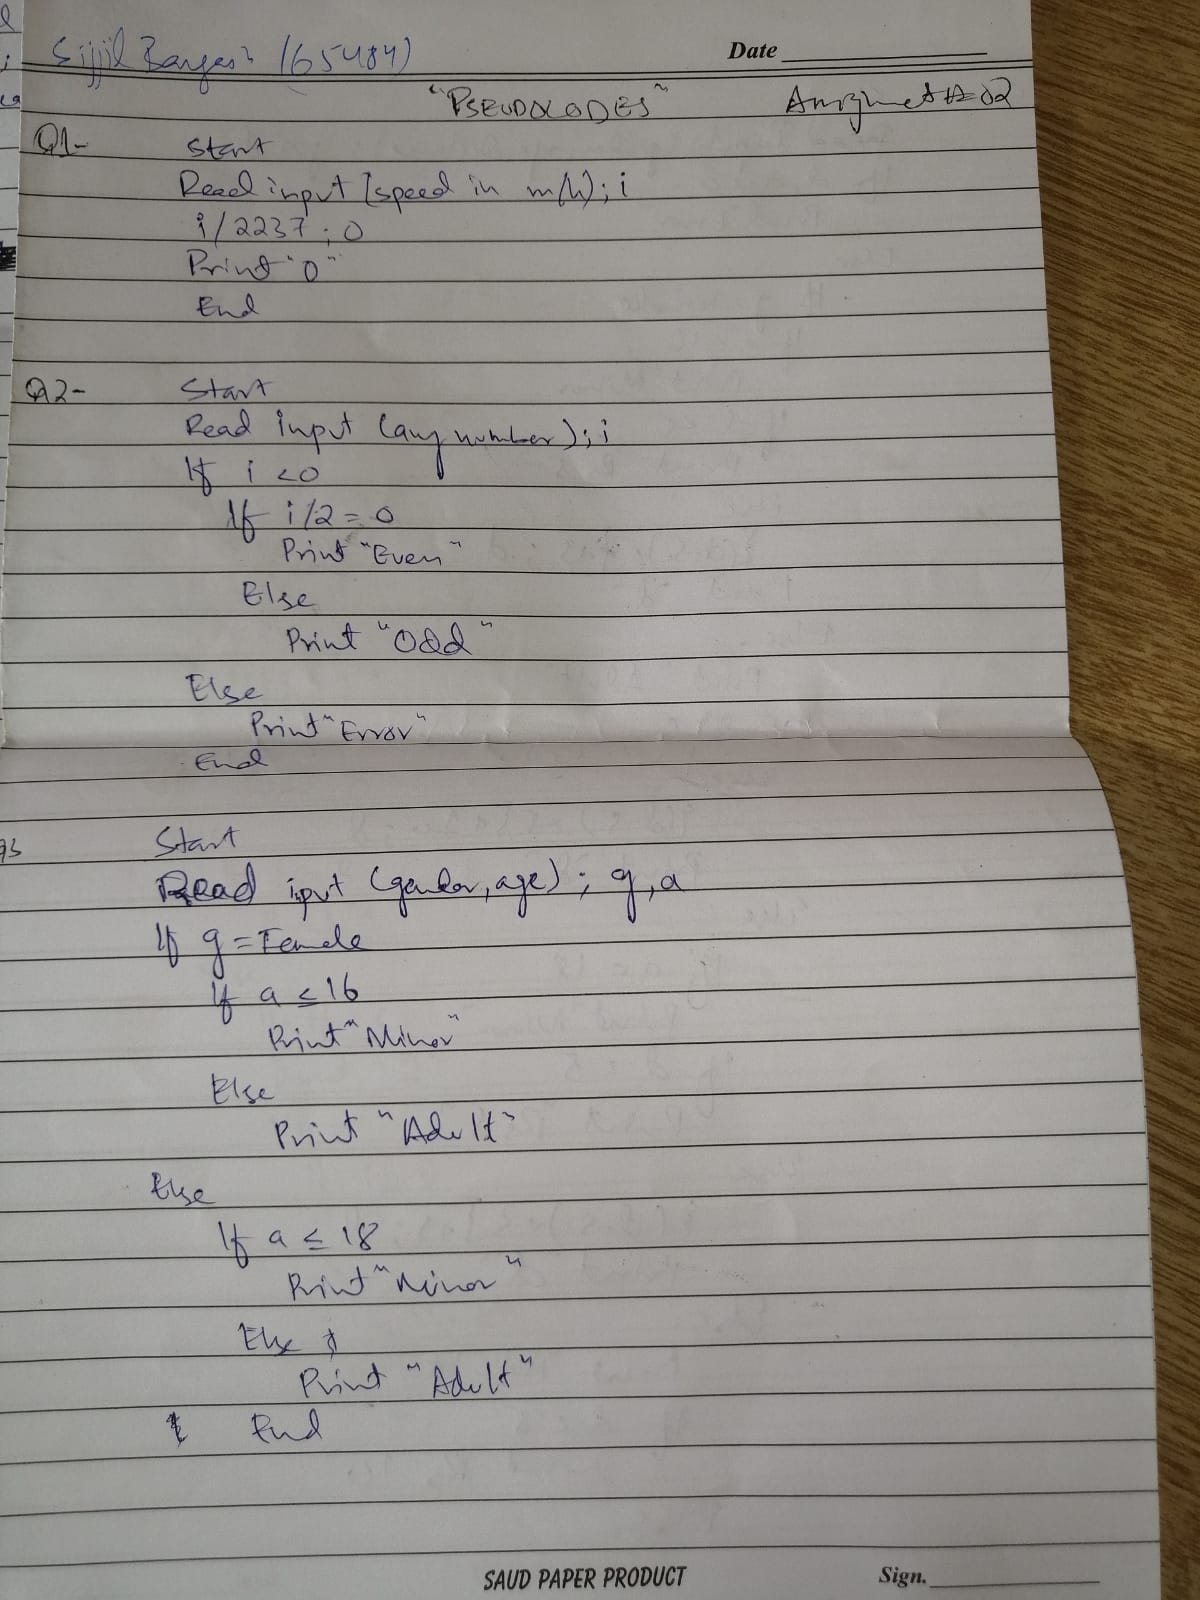 Sijjil Bangash (65484)
Date
"PSEUDOCODES"
Assignment # 02
Q1-
Start
Read input (speed in m/h); i
i/2237; O
Print "O"
End
Q2-
Start
Read input (any number); i
If i <0
If i/2=0
Print "Even"
Else
Print "Odd"
Else
Print "Error"
End
Q3
Start
Read input (gender, age); g, a
If g=Female
If a ≤16
Print "Minor"
Else
Print "Adult"
Else
If a ≤ 18
Print "Minor"
Else
Print "Adult"
End
SAUD PAPER PRODUCT
Sign.